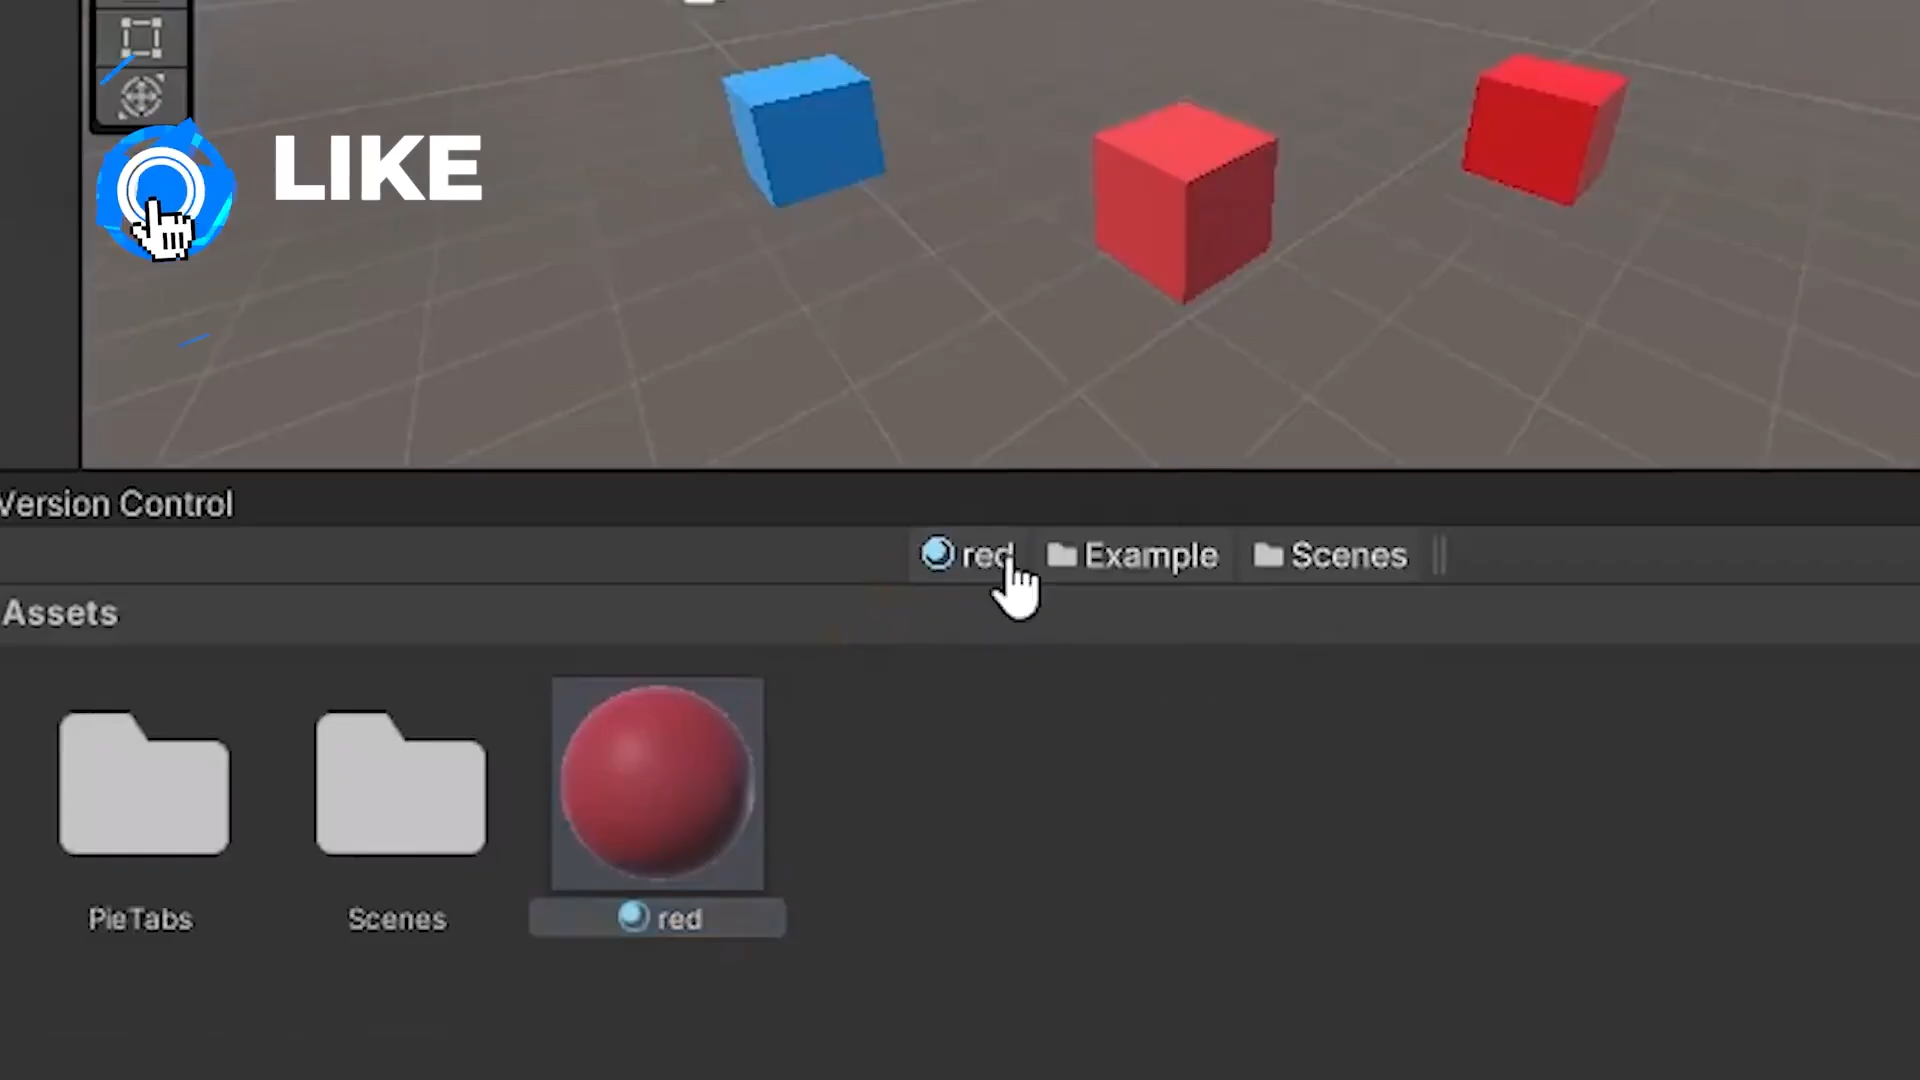 LIKE
Version Control
red Example Scenes
Assets
PieTabs Scenes red